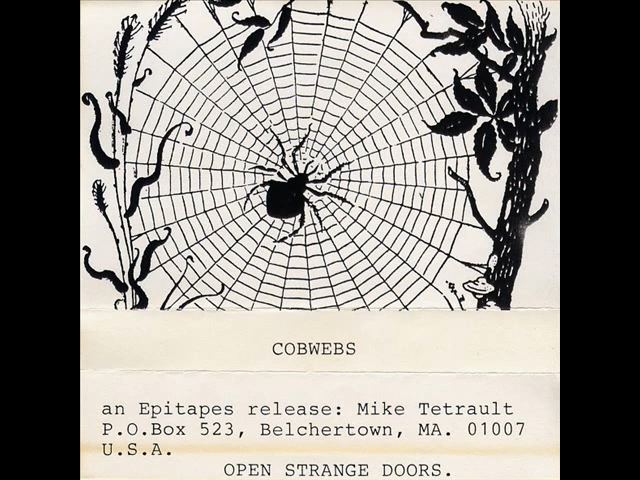 COBWEBS
an Epitapes release: Mike Tetrault
P.O.Box 523, Belchertown, MA. 01007
U.S.A.
OPEN STRANGE DOORS.